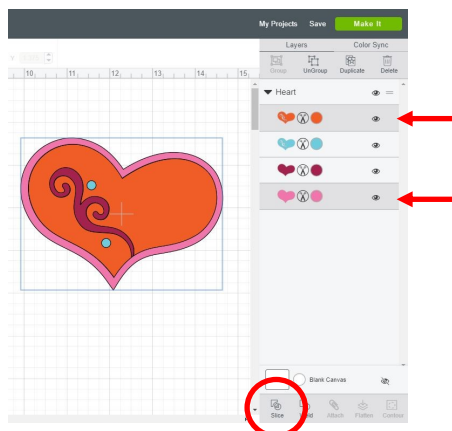 My Projects Save Make It
Layers Color Sync
Group UnGroup Duplicate Delete
10 11 12 13 14 15
Heart
Blank Canvas
Slice Weld Attach Flatten Contour